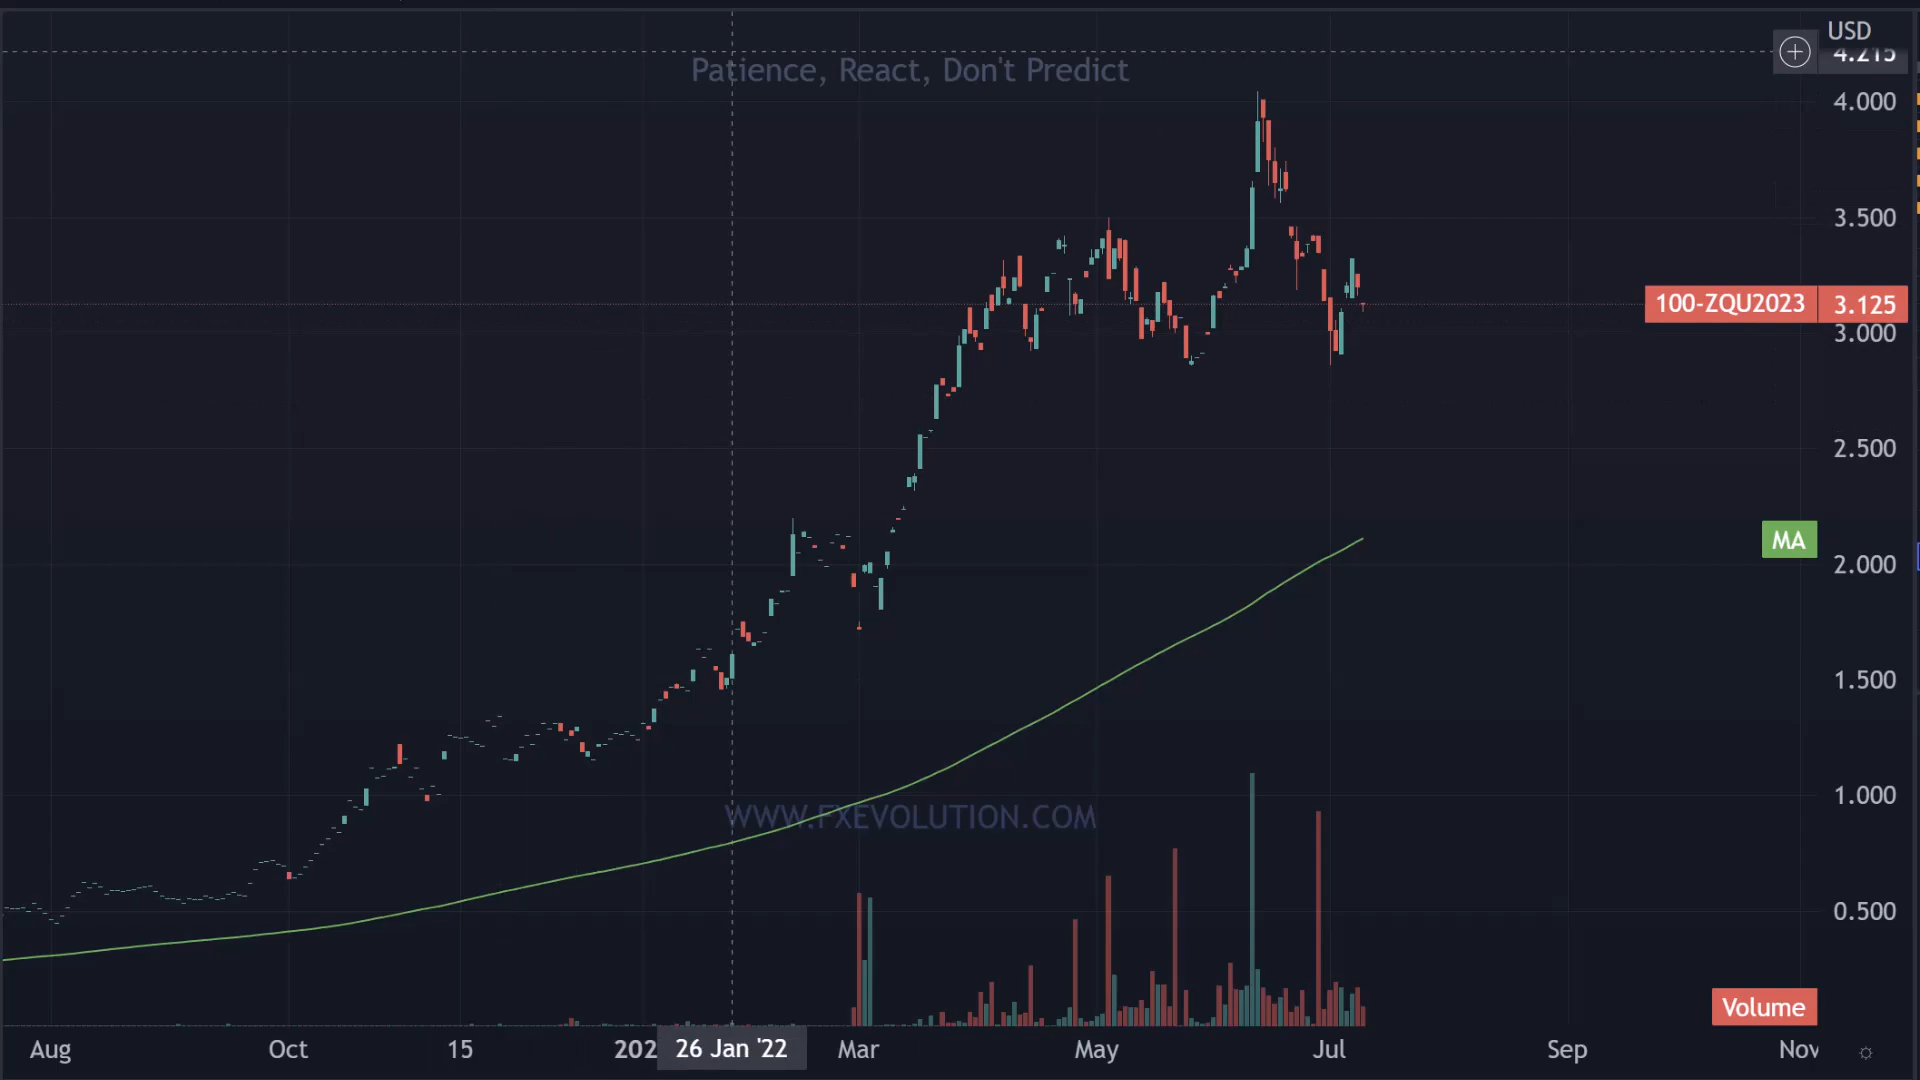 USD
4.215
Patience, React, Don't Predict
4.000
3.500
100-ZQU2023 3.125
3.000
2.500
MA
2.000
1.500
1.000
WWW.FXEVOLUTION.COM
0.500
Volume
Aug Oct 15 202 26 Jan '22 Mar May Jul Sep Nov